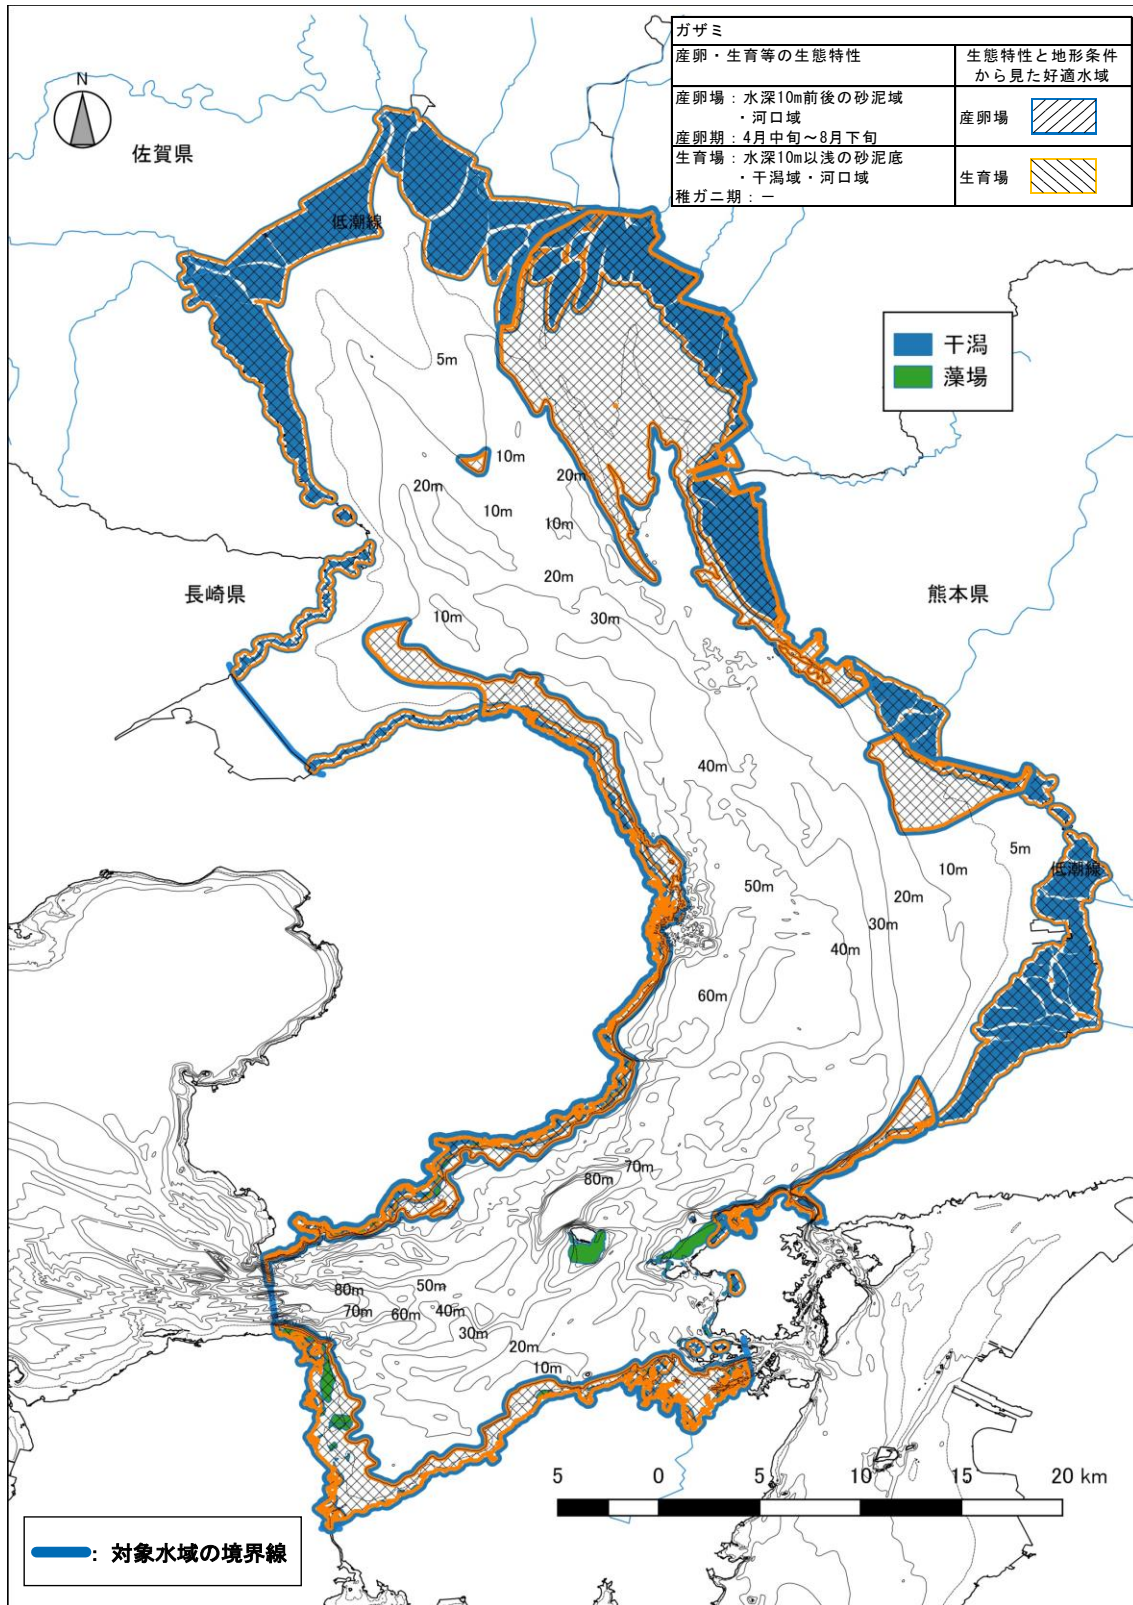 ガザミ
産卵・生育等の生態特性
生態特性と地形条件
から見た好適水域
産卵場：水深10m前後の砂泥域
・河口域
産卵期：4月中旬～8月下旬
産卵場
生育場：水深10m以浅の砂泥底
・干潟域・河口域
稚ガニ期：－
生育場
N
佐賀県
低潮線
干潟
藻場
5m
10m
20m
20m
10m
10m
20m
長崎県
熊本県
10m
30m
40m
5m
10m
低潮線
50m
20m
30m
40m
60m
70m
80m
80m
50m
70m
60m
40m
30m
20m
10m
5
0
5
10
15
20 km
：対象水域の境界線